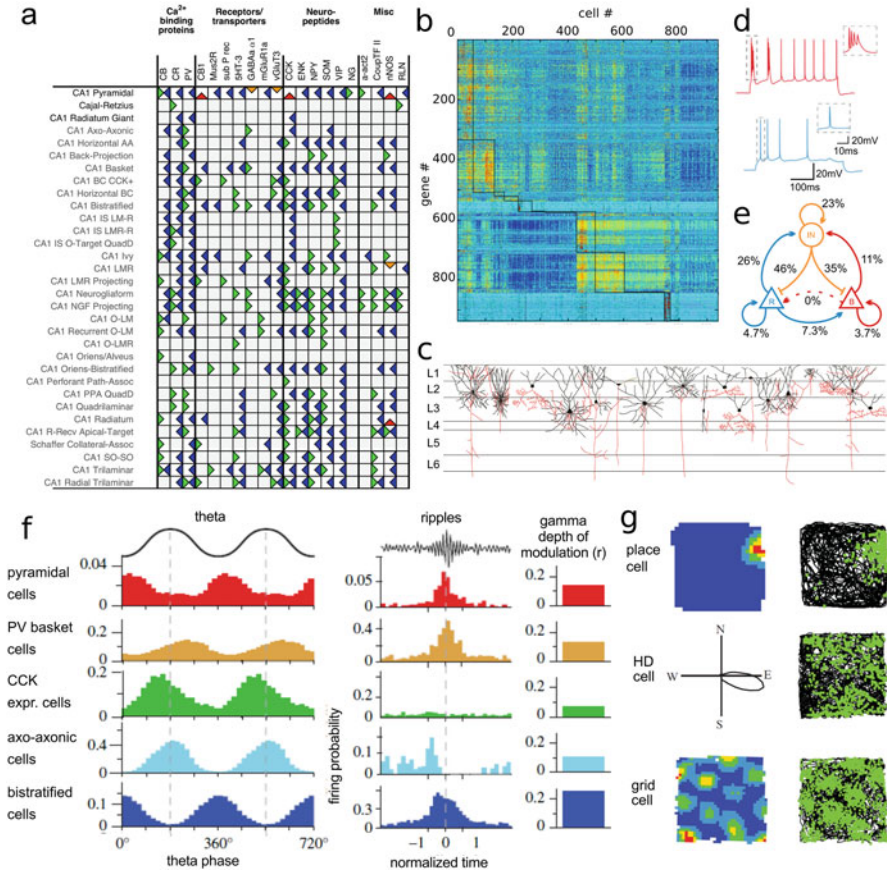 a
Ca2+ binding proteins
Receptors/ transporters
Neuro- peptides
Misc
CB
CR
PV
CB1
Mus2R
sub P rec
5HT-3
GABAa α1
mGluR1a
vGluT3
CCK
ENK
NPY
SOM
VIP
NG
a-act2
CoupTF II
nNOS
RLN
CA1 Pyramidal
Cajal-Retzius
CA1 Radiatum Giant
CA1 Axo-Axonic
CA1 Horizontal AA
CA1 Back-Projection
CA1 Basket
CA1 BC CCK+
CA1 Horizontal BC
CA1 Bistratified
CA1 IS LM-R
CA1 IS LMR-R
CA1 IS O-Target QuadD
CA1 Ivy
CA1 LMR
CA1 LMR Projecting
CA1 Neurogliaform
CA1 NGF Projecting
CA1 O-LM
CA1 Recurrent O-LM
CA1 O-LMR
CA1 Oriens/Alveus
CA1 Oriens-Bistratified
CA1 Perforant Path-Assoc
CA1 PPA QuadD
CA1 Quadrilaminar
CA1 Radiatum
CA1 R-Recv Apical-Target
Schaffer Collateral-Assoc
CA1 SO-SO
CA1 Trilaminar
CA1 Radial Trilaminar
b
cell #
200
400
600
800
gene #
200
400
600
800
c
L1
L2
L3
L4
L5
L6
d
20mV
10ms
20mV
100ms
e
23%
IN
26%
46%
35%
11%
R
0%
B
4.7%
7.3%
3.7%
f
theta
ripples
gamma depth of modulation (r)
pyramidal cells
0.04
0
0.05
0
0.2
0
PV basket cells
0.2
0
0.4
0
0.2
0
CCK expr. cells
0.2
0
0.2
0
0.2
0
axo-axonic cells
0.4
0
0.2
0
0.2
0
bistratified cells
0.1
0
0.3
0
0.2
0
firing probability
0°
360°
720°
theta phase
-1
0
1
normalized time
g
place cell
HD cell
N
W
E
S
grid cell